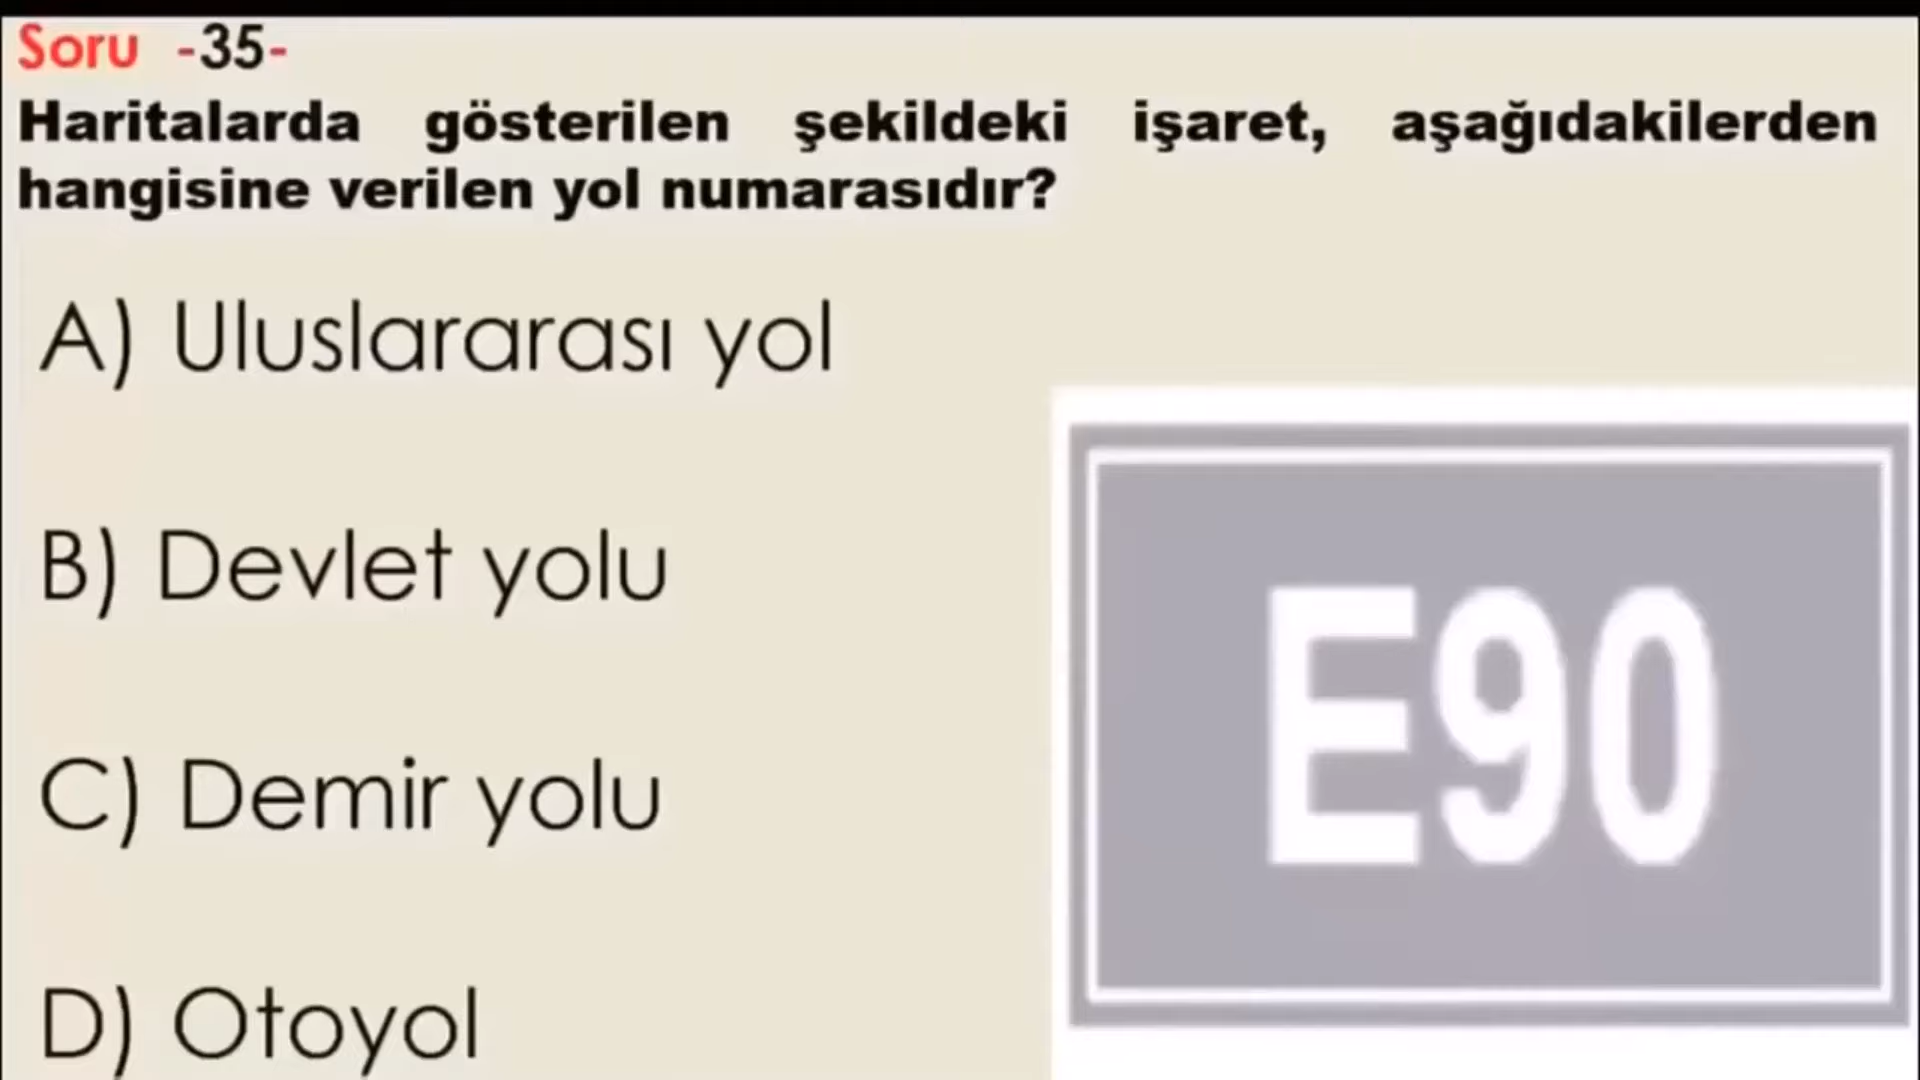 Soru -35-
Haritalarda gösterilen şekildeki işaret, aşağıdakilerden
hangisine verilen yol numarasıdır?
A) Uluslararası yol
B) Devlet yolu
C) Demir yolu
D) Otoyol
E90